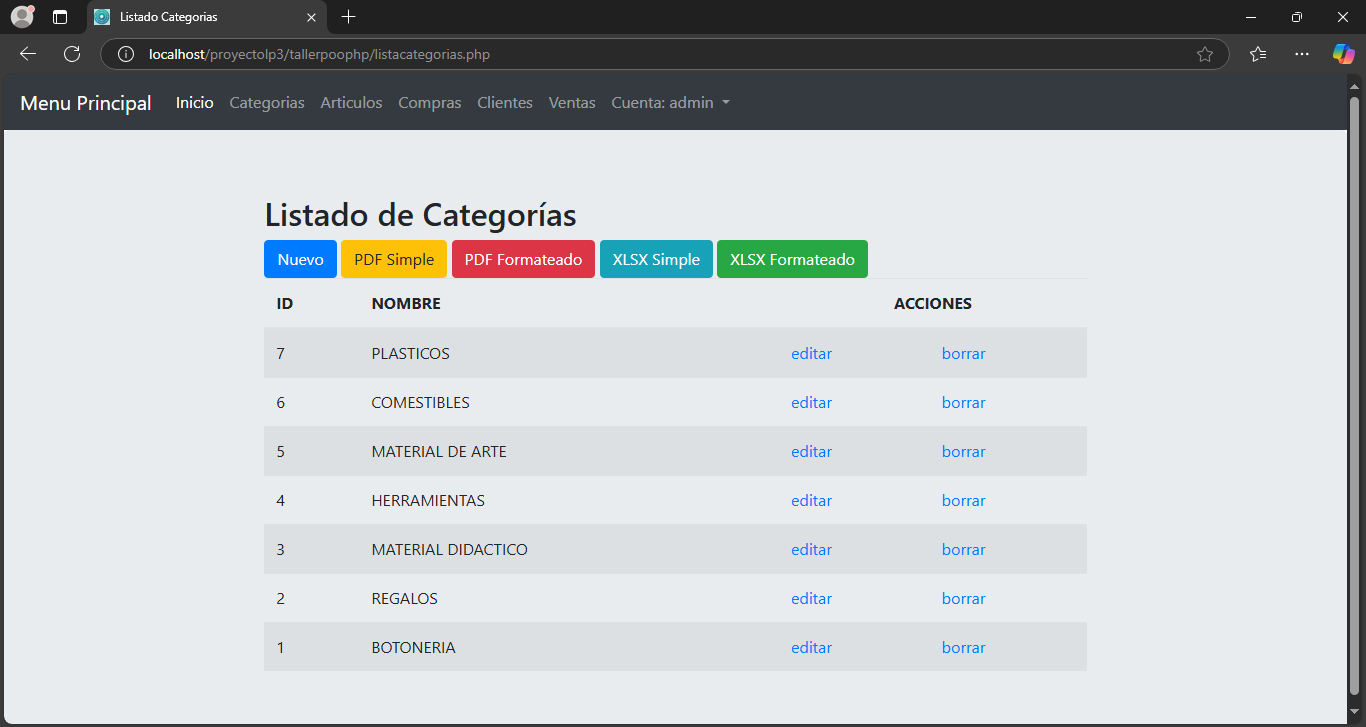 Listado Categorias
localhost/proyectolp3/tallerpoophp/listacategorias.php
Menu Principal Inicio Categorias Articulos Compras Clientes Ventas Cuenta: admin
Listado de Categorías
Nuevo PDF Simple PDF Formateado XLSX Simple XLSX Formateado
ID NOMBRE ACCIONES
7 PLASTICOS editar borrar
6 COMESTIBLES editar borrar
5 MATERIAL DE ARTE editar borrar
4 HERRAMIENTAS editar borrar
3 MATERIAL DIDACTICO editar borrar
2 REGALOS editar borrar
1 BOTONERIA editar borrar